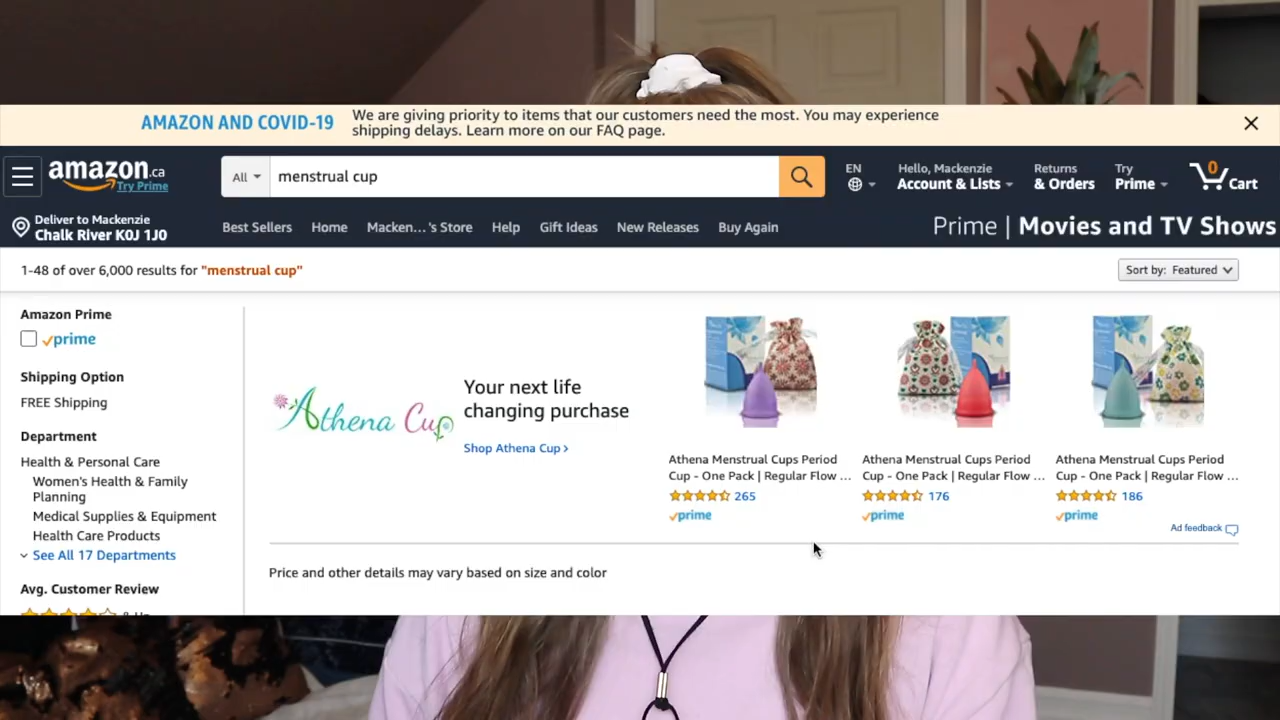 AMAZON AND COVID-19
We are giving priority to items that our customers need the most. You may experience
shipping delays. Learn more on our FAQ page.
amazon.ca
Try Prime
All
menstrual cup
EN
Hello, Mackenzie
Account & Lists
Returns
& Orders
Try
Prime
0
Cart
Deliver to Mackenzie
Chalk River K0J 1J0
Best Sellers
Home
Macken...'s Store
Help
Gift Ideas
New Releases
Buy Again
Prime | Movies and TV Shows
1-48 of over 6,000 results for "menstrual cup"
Sort by: Featured
Amazon Prime
prime
Shipping Option
FREE Shipping
Department
Health & Personal Care
Women's Health & Family
Planning
Medical Supplies & Equipment
Health Care Products
See All 17 Departments
Avg. Customer Review
Athena Cup
Your next life
changing purchase
Shop Athena Cup ›
Athena Menstrual Cups Period
Cup - One Pack | Regular Flow ...
265
prime
Athena Menstrual Cups Period
Cup - One Pack | Regular Flow ...
176
prime
Athena Menstrual Cups Period
Cup - One Pack | Regular Flow ...
186
prime
Ad feedback
Price and other details may vary based on size and color